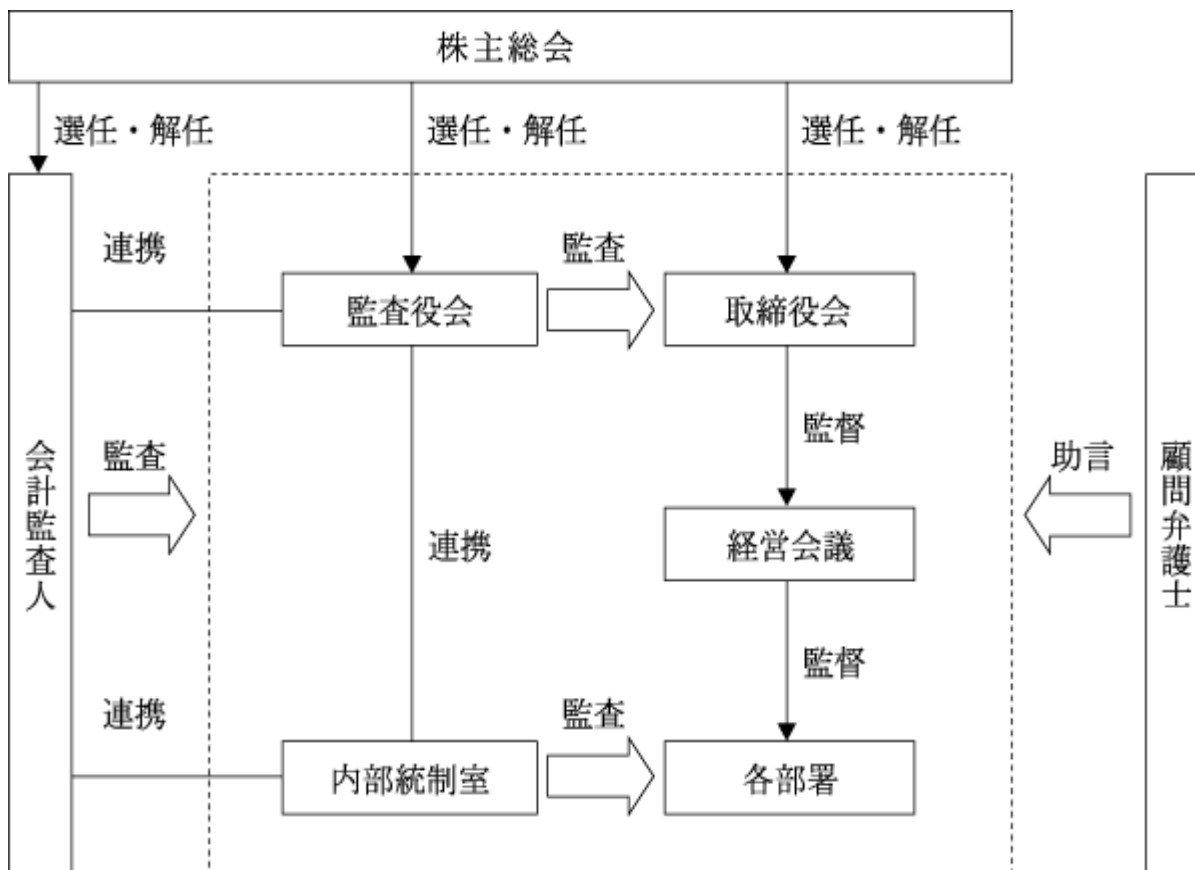 株主総会
選任・解任
選任・解任
選任・解任
連携
監査
監査役会
取締役会
監督
会計監査人
監査
助言
顧問弁護士
連携
経営会議
監督
連携
監査
内部統制室
各部署